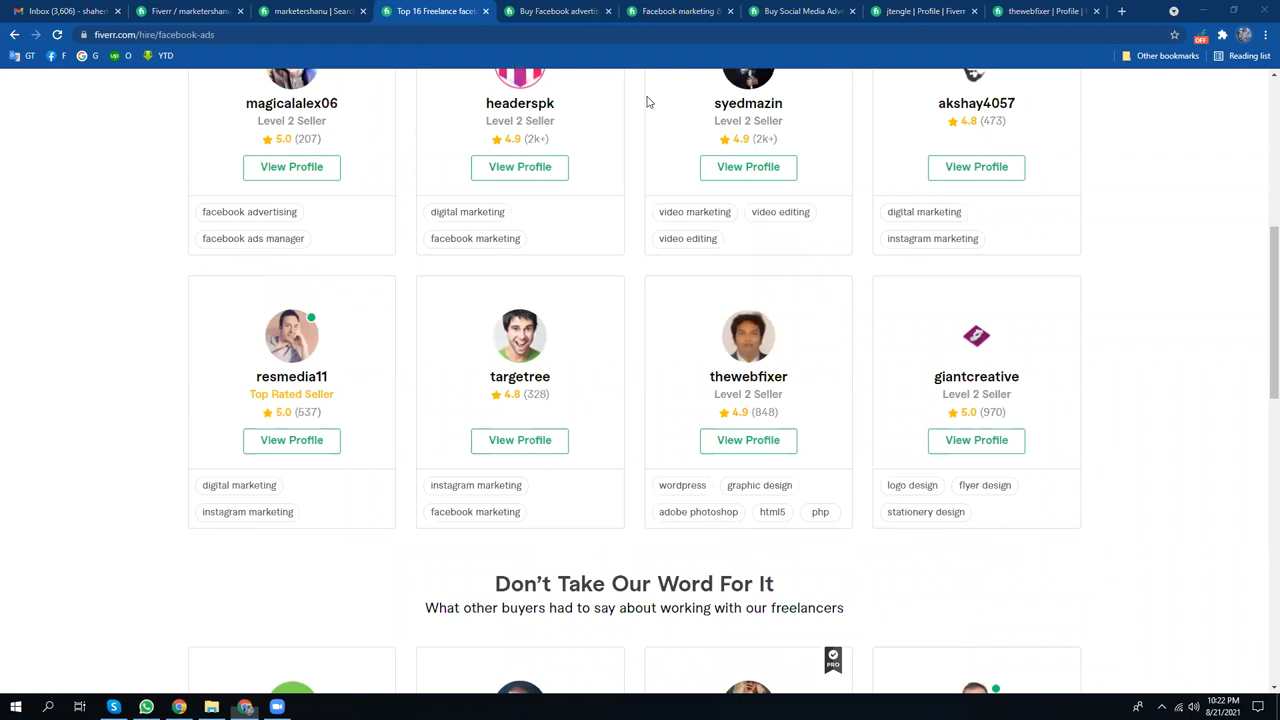 Inbox (3,606) - shahem
Fiverr / marketershanu
marketershanu | Search
Top 16 Freelance faceb
Buy Facebook advertis
Facebook marketing &
Buy Social Media Adve
jtengle | Profile | Fiverr
thewebfixer | Profile |
fiverr.com/hire/facebook-ads
OFF
GT F G O YTD Other bookmarks Reading list
magicalalex06 headerspk syedmazin akshay4057
Level 2 Seller Level 2 Seller Level 2 Seller Level 2 Seller
5.0 (207) 4.9 (2k+) 4.9 (2k+) 4.8 (473)
View Profile View Profile View Profile View Profile
facebook advertising digital marketing video marketing video editing digital marketing
facebook ads manager facebook marketing video editing instagram marketing
resmedia11 targetree thewebfixer giantcreative
Top Rated Seller 4.8 (328) Level 2 Seller Level 2 Seller
5.0 (537) 4.9 (848) 5.0 (970)
View Profile View Profile View Profile View Profile
digital marketing instagram marketing wordpress graphic design logo design flyer design
instagram marketing facebook marketing adobe photoshop html5 php stationery design
Don’t Take Our Word For It
What other buyers had to say about working with our freelancers
PRO
10:22 PM
8/21/2021